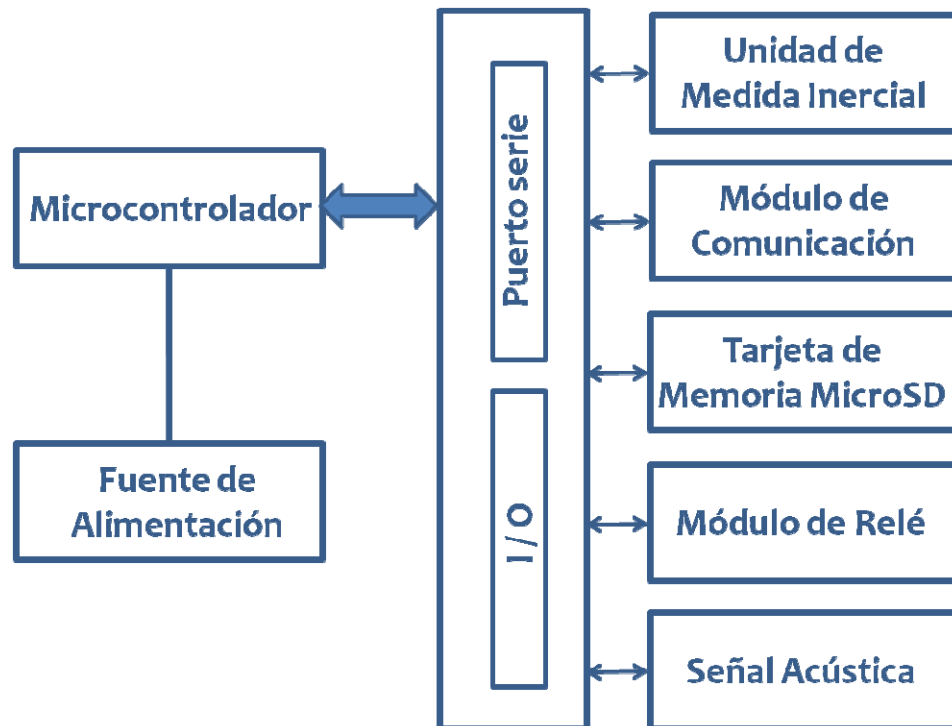 Microcontrolador
Fuente de
Alimentación
Puerto serie
I / O
Unidad de
Medida Inercial
Módulo de
Comunicación
Tarjeta de
Memoria MicroSD
Módulo de Relé
Señal Acústica